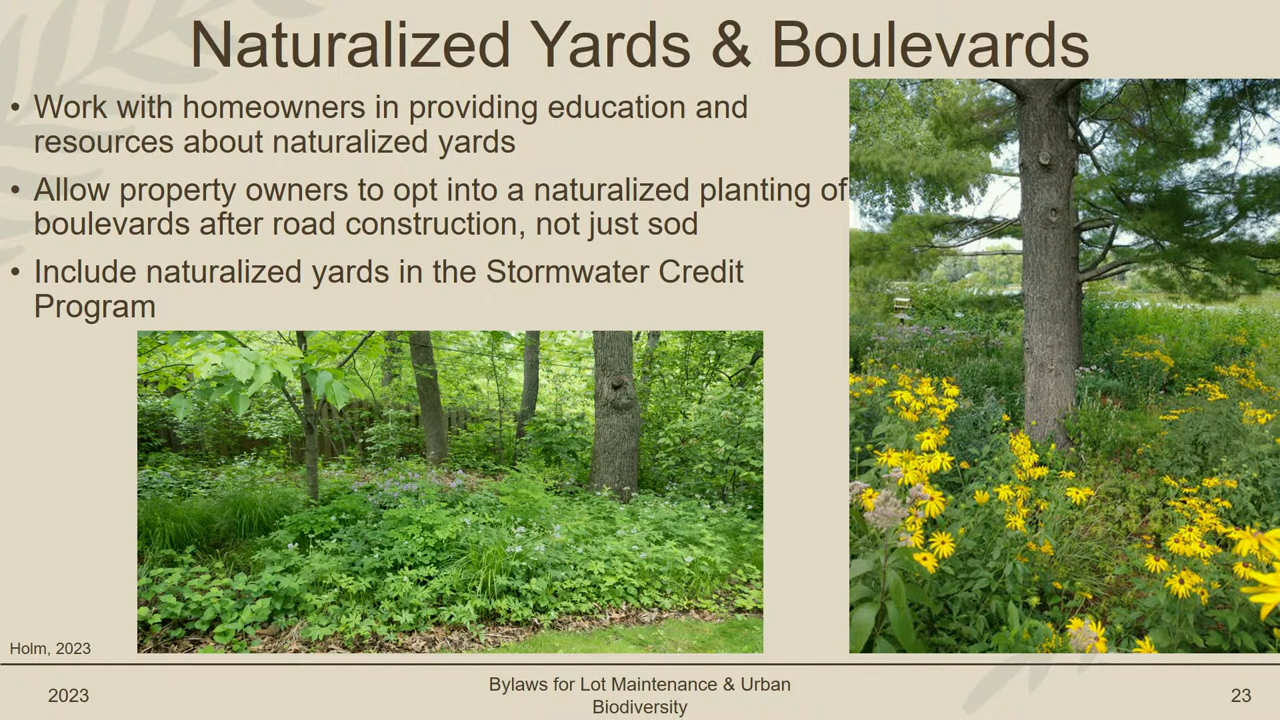 Naturalized Yards & Boulevards
• Work with homeowners in providing education and
resources about naturalized yards
• Allow property owners to opt into a naturalized planting of
boulevards after road construction, not just sod
• Include naturalized yards in the Stormwater Credit
Program
Holm, 2023
2023
Bylaws for Lot Maintenance & Urban
Biodiversity
23